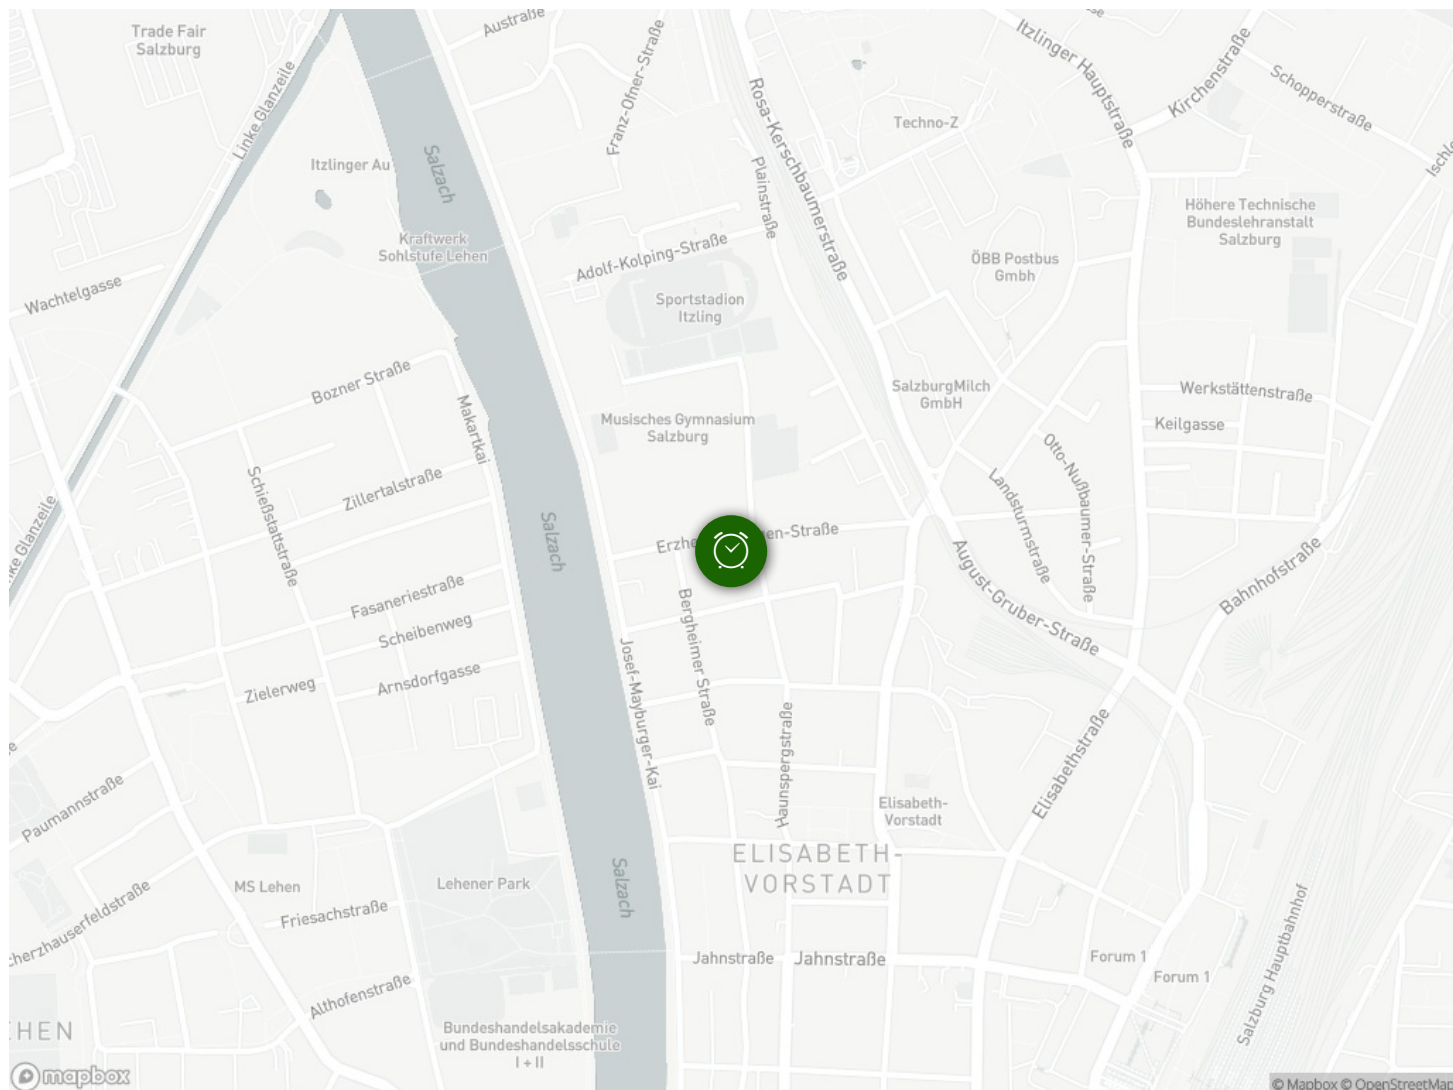 Trade Fair
Salzburg
Austraße
Franz-Ofner-Straße
Linke Glanzeile
Itzlinger Hauptstraße
Kirchenstraße
Schopperstraße
Rosa-Kerschbaumerstraße
Techno-Z
Itzlinger Au
Salzach
Plainstraße
Höhere Technische
Bundeslehranstalt
Salzburg
Kraftwerk
Sohlstufe Lehen
Adolf-Kolping-Straße
ÖBB Postbus
Gmbh
Wachtelgasse
Sportstadion
Itzling
Bozner Straße
SalzburgMilch
GmbH
Werkstättenstraße
Makartkai
Musisches Gymnasium
Salzburg
Keilgasse
Schießstattstraße
Zillertalstraße
Otto-Nußbaumer-Straße
Landsturmstraße
Salzach
August-Gruber-Straße
Bahnhofstraße
Fasaneriestraße
Scheibenweg
Bergheimer Straße
Josef-Mayburger-Kai
Zielerweg
Arnsdorfgasse
Haunspergstraße
Elisabethstraße
Paumannstraße
Elisabeth-
Vorstadt
ELISABETH-
VORSTADT
Salzach
MS Lehen
Lehener Park
Friesachstraße
Jahnstraße
Jahnstraße
Forum 1
Forum 1
Salzburg Hauptbahnhof
Althofenstraße
Bundeshandelsakademie
und Bundeshandelsschule
I + II
mapbox
© Mapbox © OpenStreetMap